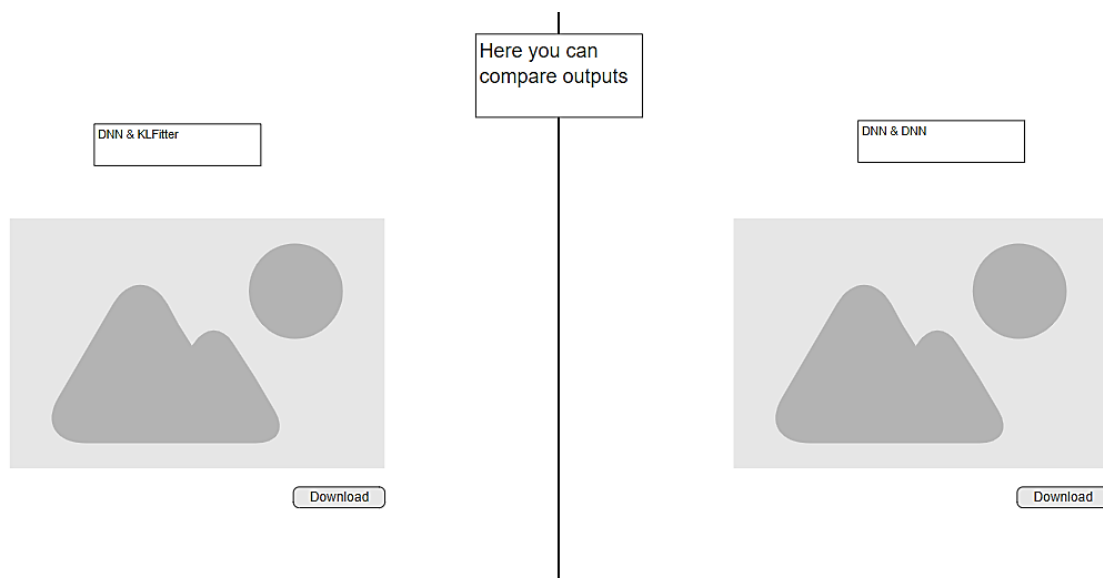 Here you can
compare outputs
DNN & KLFitter
DNN & DNN
Download
Download